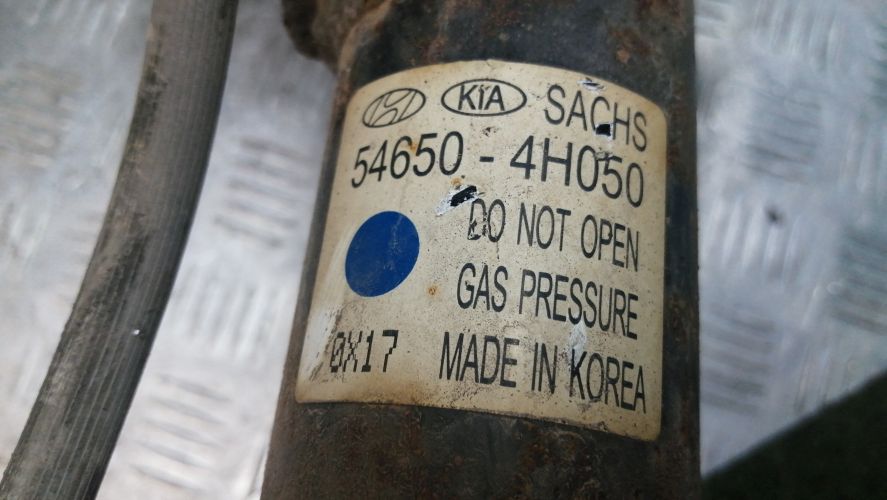 KIA SACHS
54650 - 4H050
DO NOT OPEN
GAS PRESSURE
0X17 MADE IN KOREA